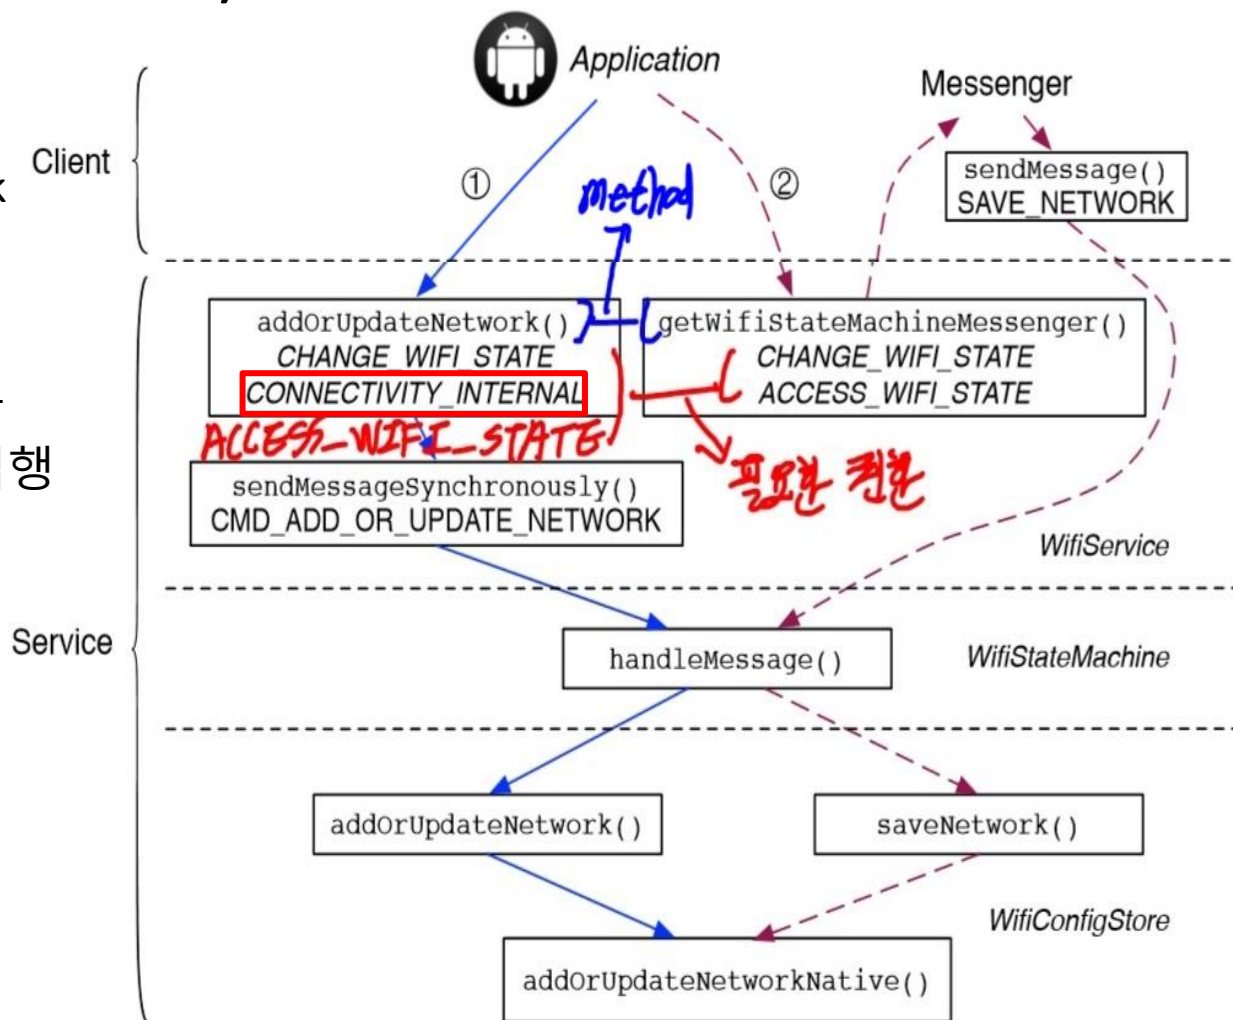 Application
Messenger
Client
k
①
②
method
sendMessage()
SAVE_NETWORK
addOrUpdateNetwork()
CHANGE_WIFI_STATE
CONNECTIVITY_INTERNAL
ACCESS_WIFI_STATE
getWifiStateMachineMessenger()
CHANGE_WIFI_STATE
ACCESS_WIFI_STATE
필요한 권한
행
sendMessageSynchronously()
CMD_ADD_OR_UPDATE_NETWORK
WifiService
Service
handleMessage()
WifiStateMachine
addOrUpdateNetwork()
saveNetwork()
WifiConfigStore
addOrUpdateNetworkNative()